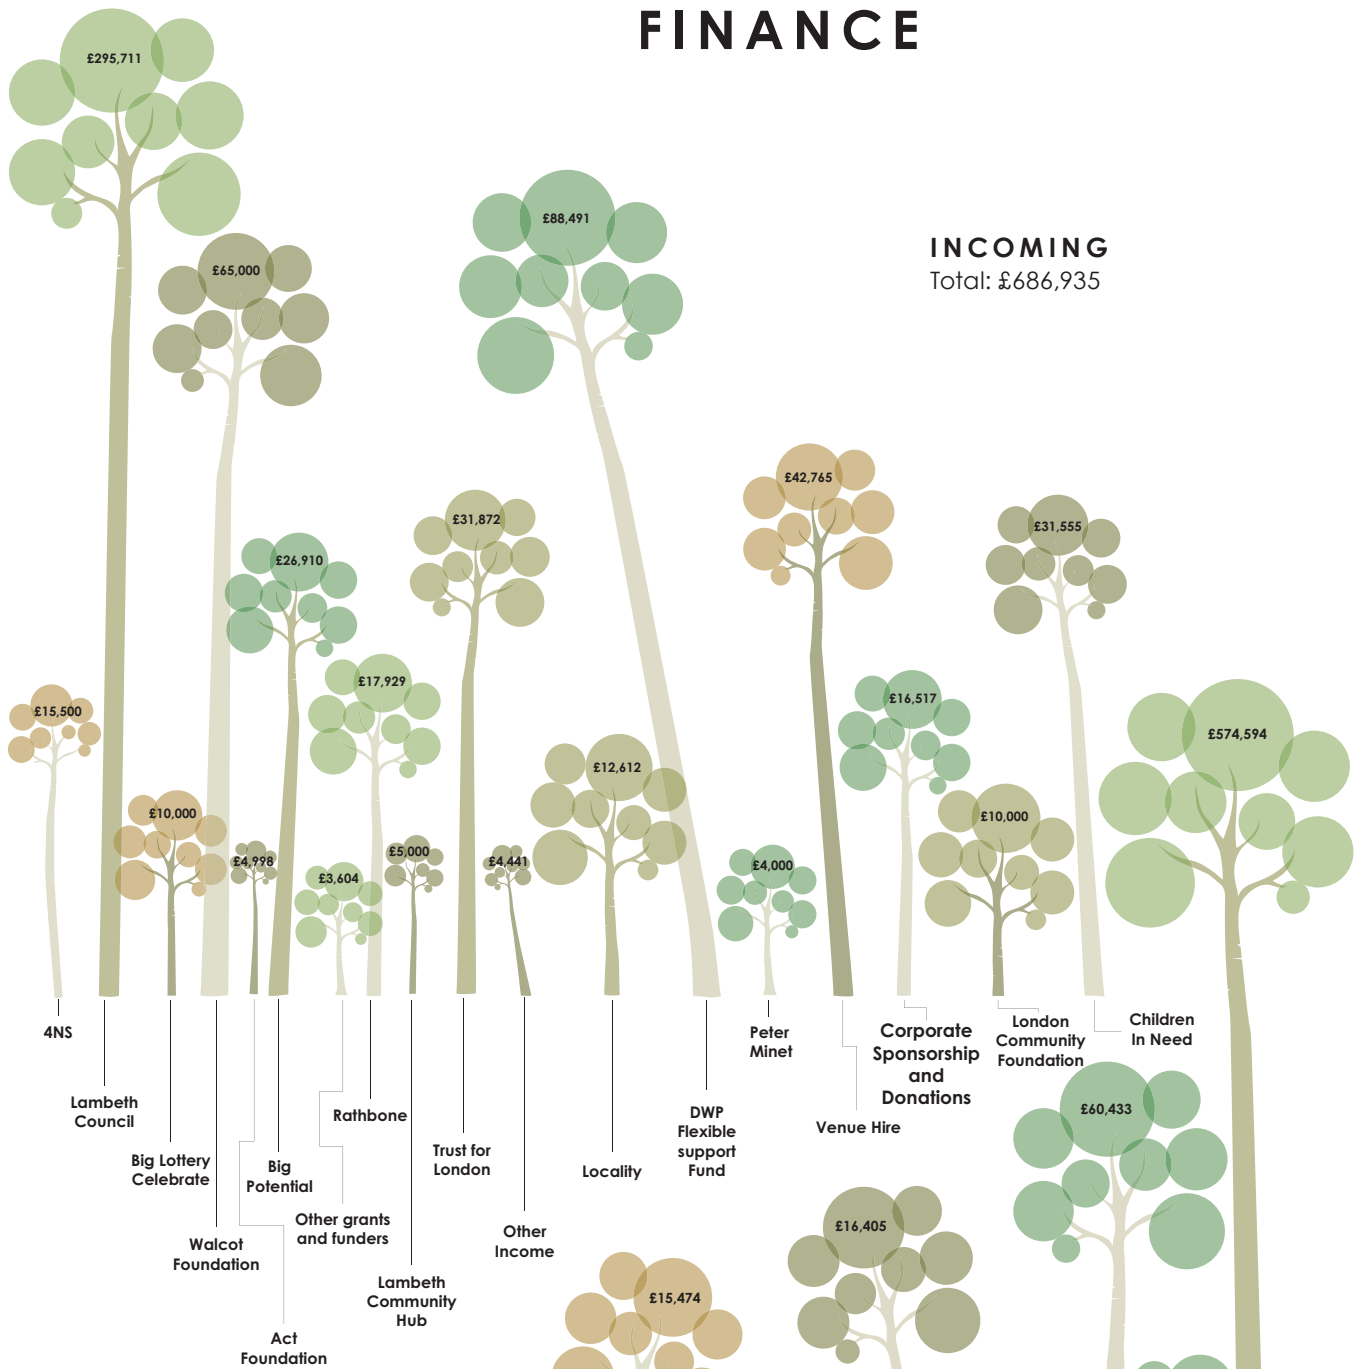 FINANCE
INCOMING
Total: £686,935
£295,711
£65,000
£88,491
£42,765
£31,872
£31,555
£26,910
£17,929
£15,500
£16,517
£574,594
£12,612
£10,000
£10,000
£4,998
£3,604
£5,000
£4,441
£4,000
4NS
Lambeth
Council
Big Lottery
Celebrate
Walcot
Foundation
Act
Foundation
Big
Potential
Other grants
and funders
Rathbone
Lambeth
Community
Hub
Trust for
London
Other
Income
Locality
DWP
Flexible
support
Fund
Peter
Minet
Venue Hire
Corporate
Sponsorship
and
Donations
London
Community
Foundation
Children
In Need
£60,433
£16,405
£15,474